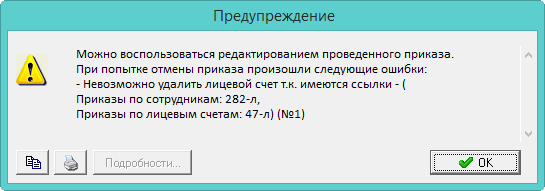 Предупреждение
Можно воспользоваться редактированием проведенного приказа.
При попытке отмены приказа произошли следующие ошибки:
- Невозможно удалить лицевой счет т.к. имеются ссылки - (
Приказы по сотрудникам: 282-л,
Приказы по лицевым счетам: 47-л) (№1)
Подробности...
OK